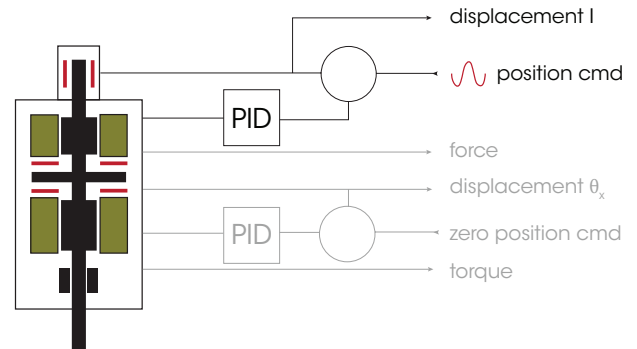 displacement l
position cmd
PID
force
displacement θx
PID
zero position cmd
torque